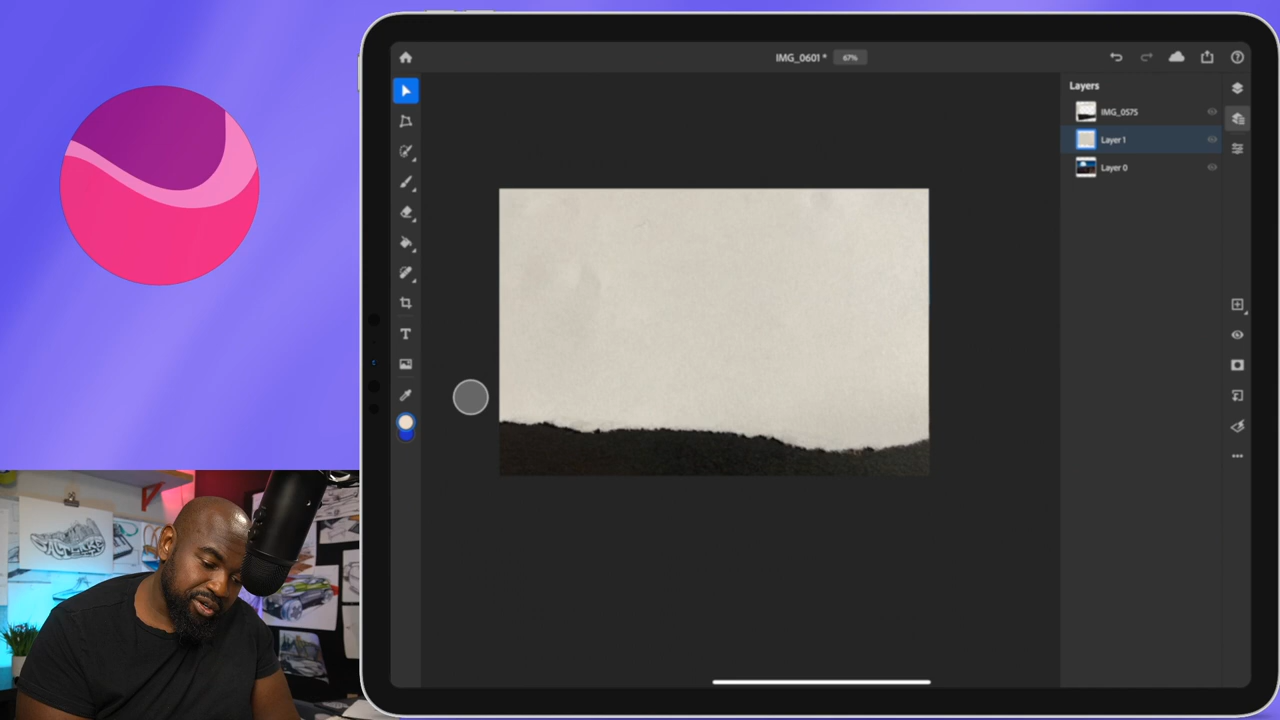 IMG_0601* 67%
Layers
IMG_0575
Layer 1
Layer 0
T